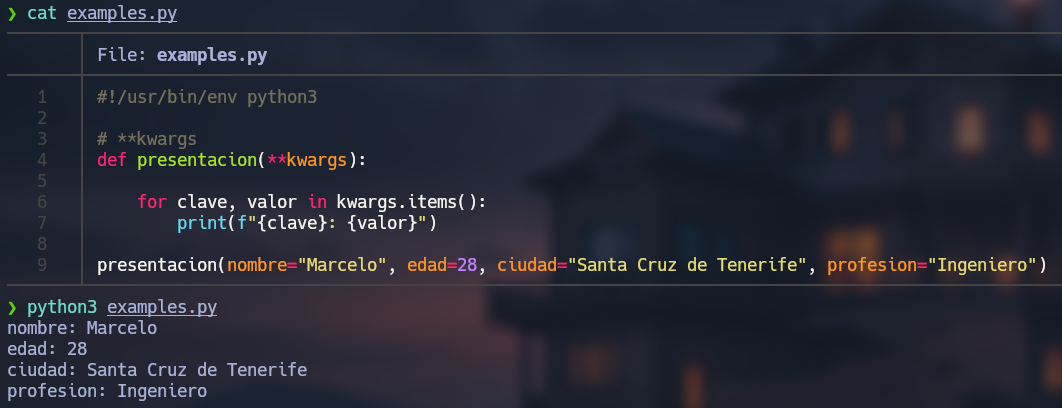 ❯ cat examples.py
File: examples.py
1 #!/usr/bin/env python3
2
3 # **kwargs
4 def presentacion(**kwargs):
5
6     for clave, valor in kwargs.items():
7         print(f"{clave}: {valor}")
8
9 presentacion(nombre="Marcelo", edad=28, ciudad="Santa Cruz de Tenerife", profesion="Ingeniero")
❯ python3 examples.py
nombre: Marcelo
edad: 28
ciudad: Santa Cruz de Tenerife
profesion: Ingeniero